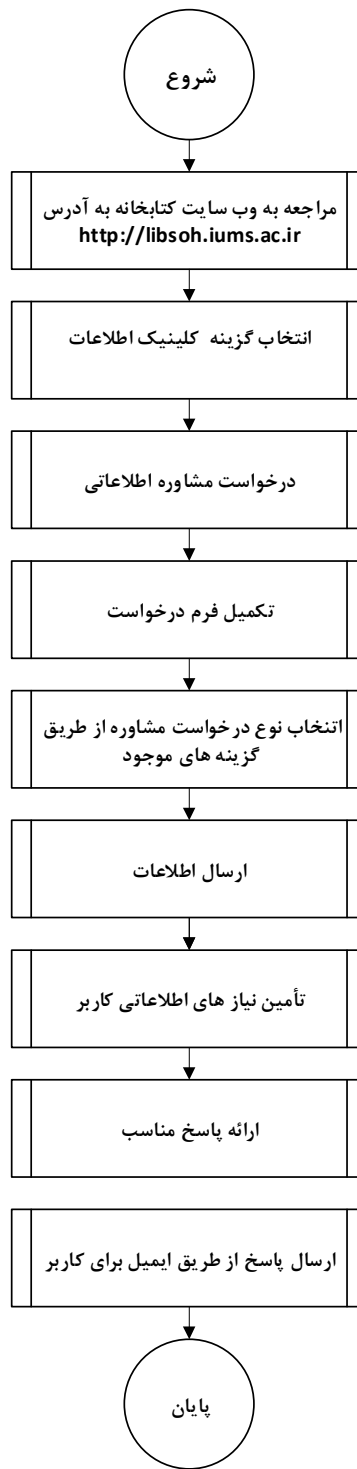 شروع
مراجعه به وب سایت کتابخانه به آدرس
http://libsoh.iums.ac.ir
انتخاب گزینه کلینیک اطلاعات
درخواست مشاوره اطلاعاتی
تکمیل فرم درخواست
اتنخاب نوع درخواست مشاوره از طریق
گزینه های موجود
ارسال اطلاعات
تأمین نیاز های اطلاعاتی کاربر
ارائه پاسخ مناسب
ارسال پاسخ از طریق ایمیل برای کاربر
پایان